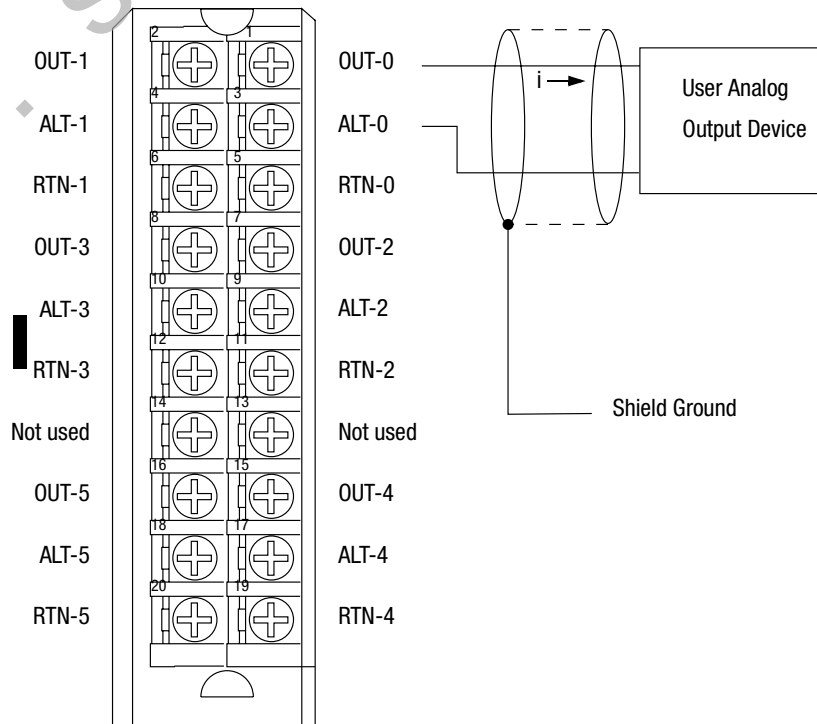 S
.
2 1
OUT-1 OUT-0
i
User Analog
Output Device
4 3
ALT-1 ALT-0
6 5
RTN-1 RTN-0
8 7
OUT-3 OUT-2
10 9
ALT-3 ALT-2
12 11
RTN-3 RTN-2
Shield Ground
14 13
Not used Not used
16 15
OUT-5 OUT-4
18 17
ALT-5 ALT-4
20 19
RTN-5 RTN-4